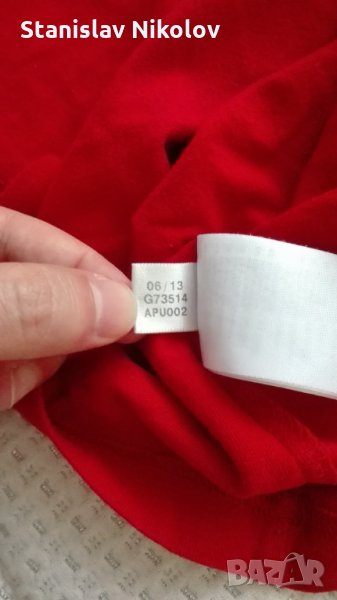 Stanislav Nikolov
06/13
G73514
APU002
BAZAR